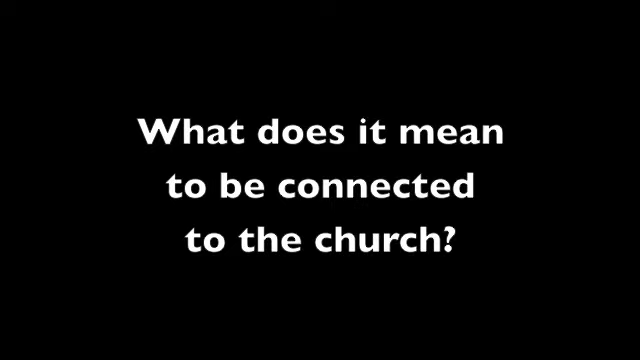 What does it mean
to be connected
to the church?